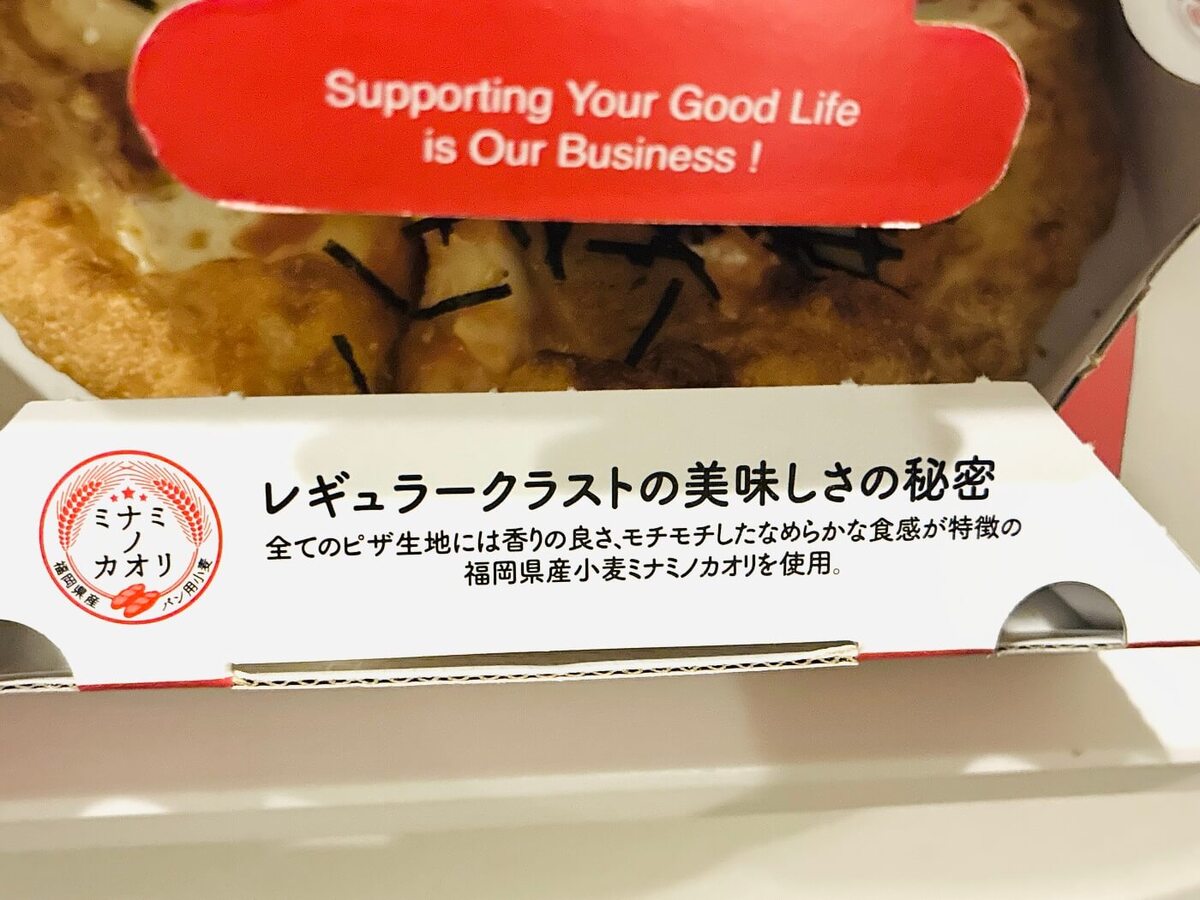 Supporting Your Good Life
is Our Business !
ミナミ
ノ
カオリ
福岡県産 パン用小麦
レギュラークラストの美味しさの秘密
全てのピザ生地には香りの良さ、モチモチしたなめらかな食感が特徴の
福岡県産小麦ミナミノカオリを使用。